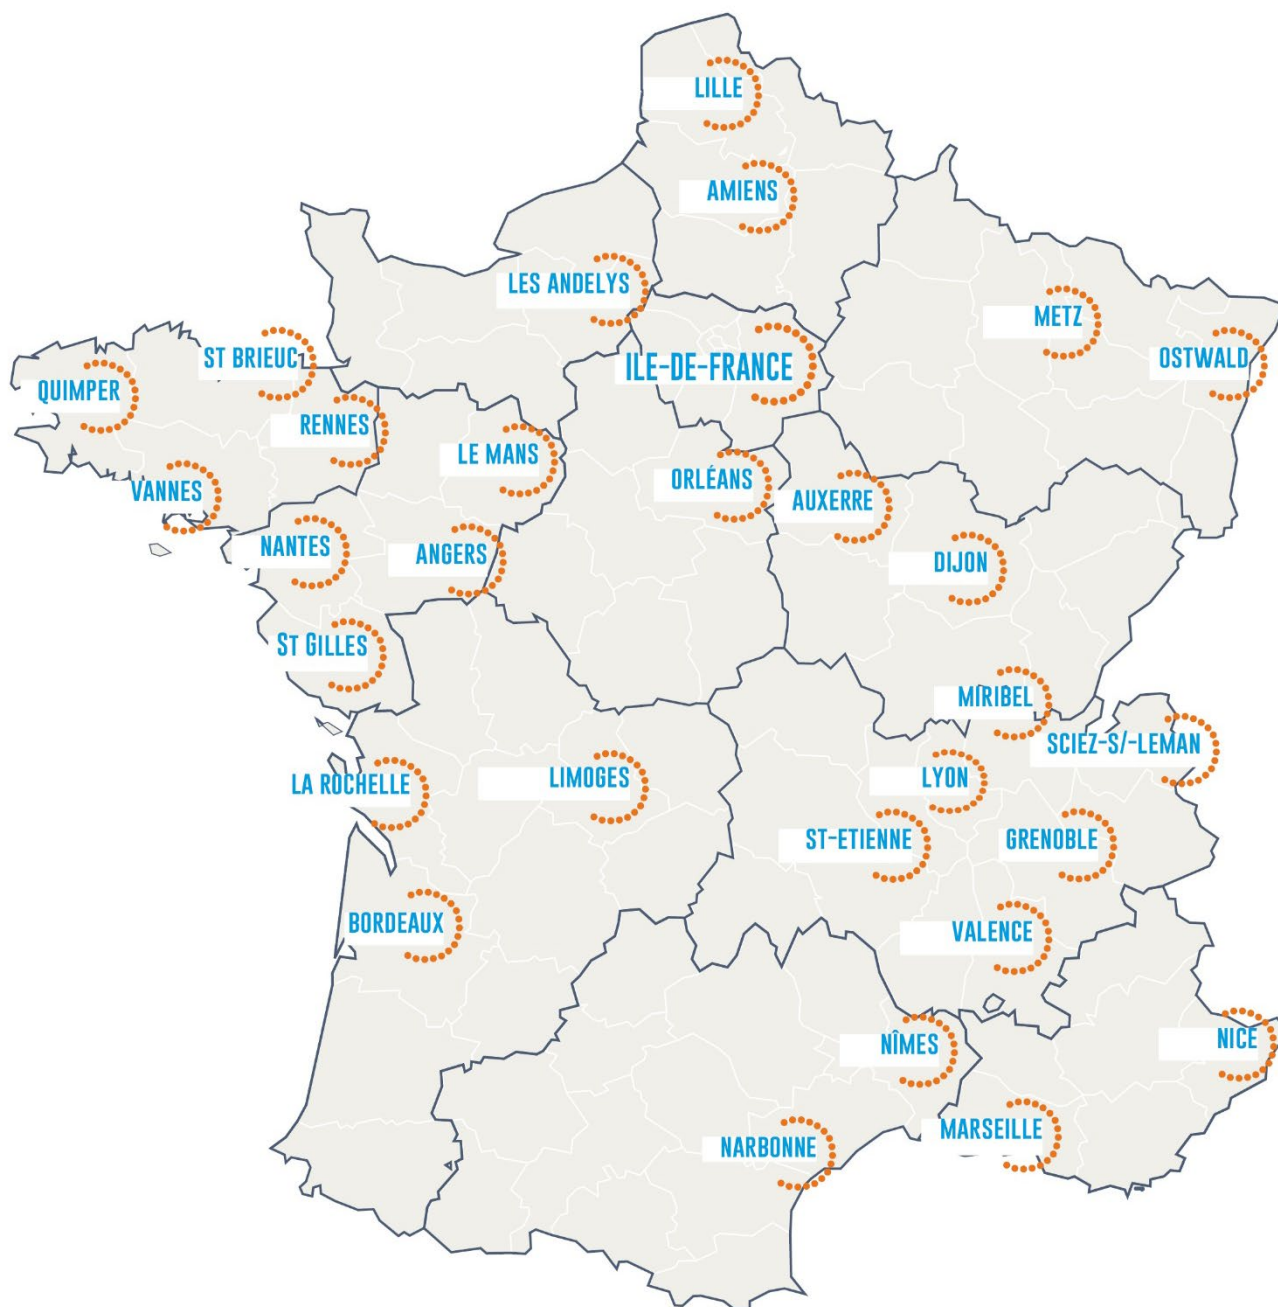 LILLE
AMIENS
LES ANDELYS
METZ
ILE-DE-FRANCE
OSTWALD
ST BRIEUC
QUIMPER
RENNES
LE MANS
ORLÉANS
AUXERRE
VANNES
NANTES
ANGERS
DIJON
ST GILLES
MIRIBEL
SCIEZ-S/-LEMAN
LA ROCHELLE
LIMOGES
LYON
ST-ETIENNE
GRENOBLE
BORDEAUX
VALENCE
NÎMES
NICE
MARSEILLE
NARBONNE